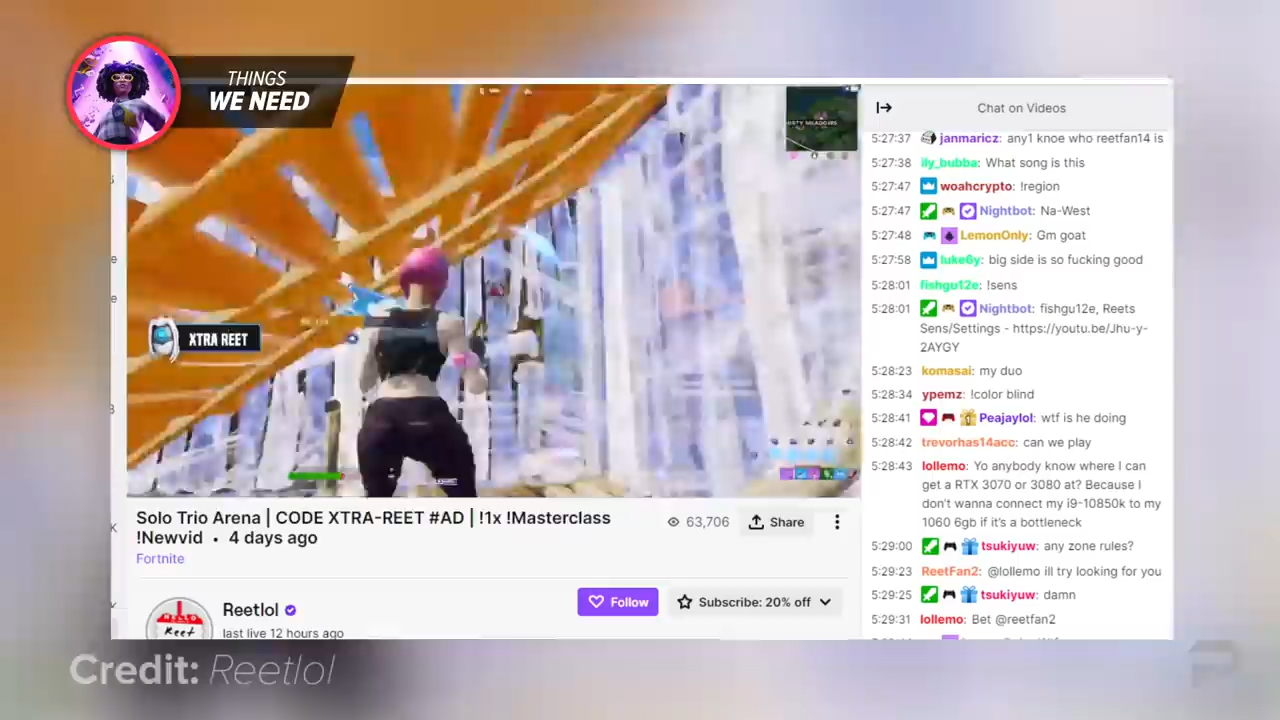 THINGS
WE NEED
XTRA REET
Solo Trio Arena | CODE XTRA-REET #AD | !1x !Masterclass
!Newvid • 4 days ago
Fortnite
63,706
Share
Reetlol
last live 12 hours ago
Follow
Subscribe: 20% off
Chat on Videos
5:27:37 janmaricz: any1 knoe who reetfan14 is
5:27:38 ily_bubba: What song is this
5:27:47 woahcrypto: !region
5:27:47 Nightbot: Na-West
5:27:48 LemonOnly: Gm goat
5:27:58 luke6y: big side is so fucking good
5:28:01 fishgu12e: !sens
5:28:01 Nightbot: fishgu12e, Reets
Sens/Settings - https://youtu.be/Jhu-y-
2AYGY
5:28:23 komasai: my duo
5:28:34 ypemz: !color blind
5:28:41 Peajaylol: wtf is he doing
5:28:42 trevorhas14acc: can we play
5:28:43 lollemo: Yo anybody know where I can
get a RTX 3070 or 3080 at? Because I
don't wanna connect my i9-10850k to my
1060 6gb if it's a bottleneck
5:29:00 tsukiyuw: any zone rules?
5:29:23 ReetFan2: @lollemo ill try looking for you
5:29:25 tsukiyuw: damn
5:29:31 lollemo: Bet @reetfan2
HELLO
Reet
Credit: Reetlol